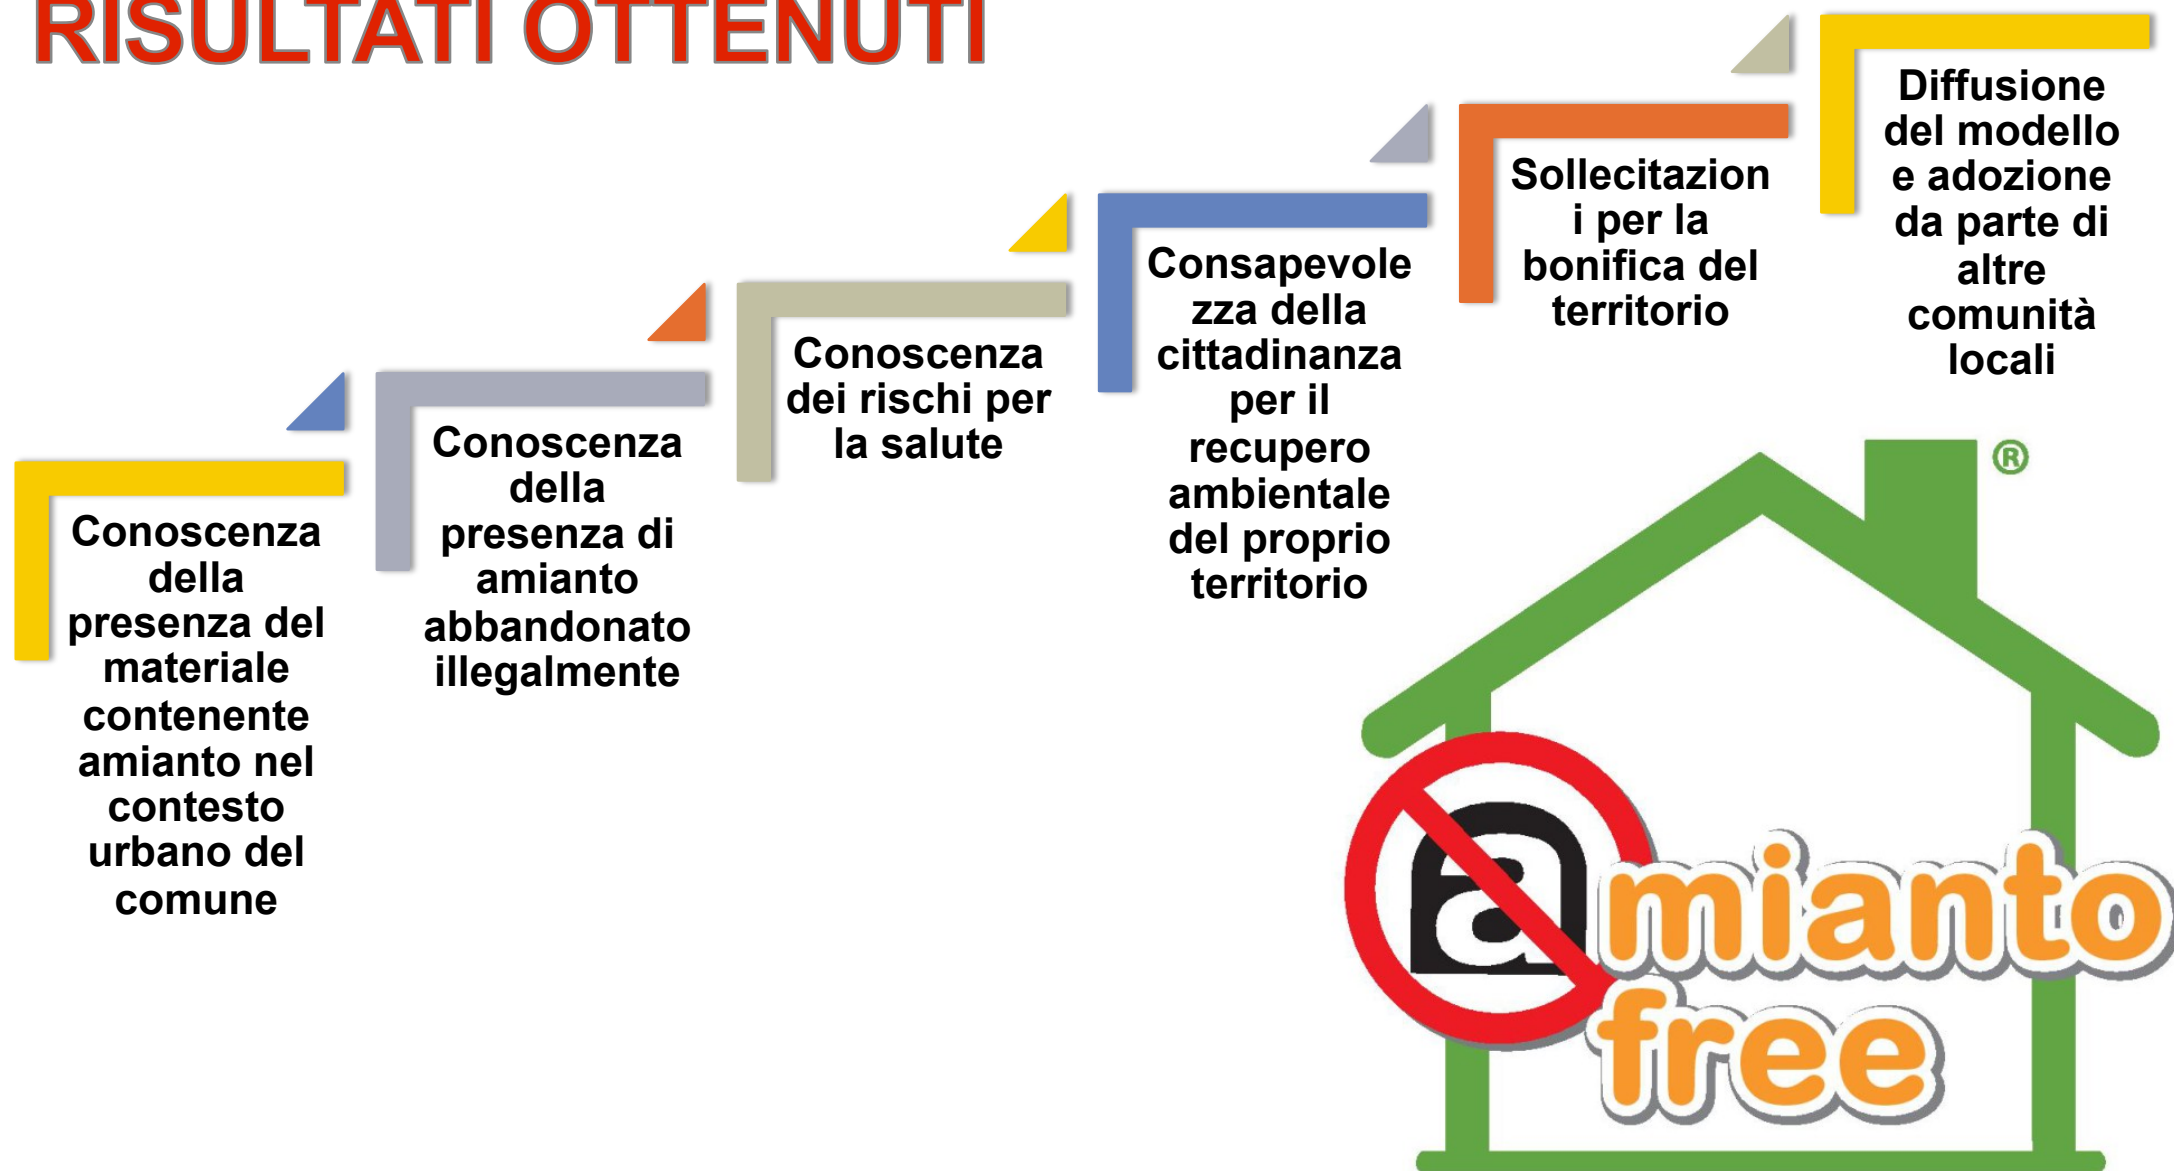 RISULTATI OTTENUTI
Conoscenza
della
presenza del
materiale
contenente
amianto nel
contesto
urbano del
comune
Conoscenza
della
presenza di
amianto
abbandonato
illegalmente
Conoscenza
dei rischi per
la salute
Consapevole
zza della
cittadinanza
per il
recupero
ambientale
del proprio
territorio
Sollecitazion
i per la
bonifica del
territorio
Diffusione
del modello
e adozione
da parte di
altre
comunità
locali
®
amianto
free